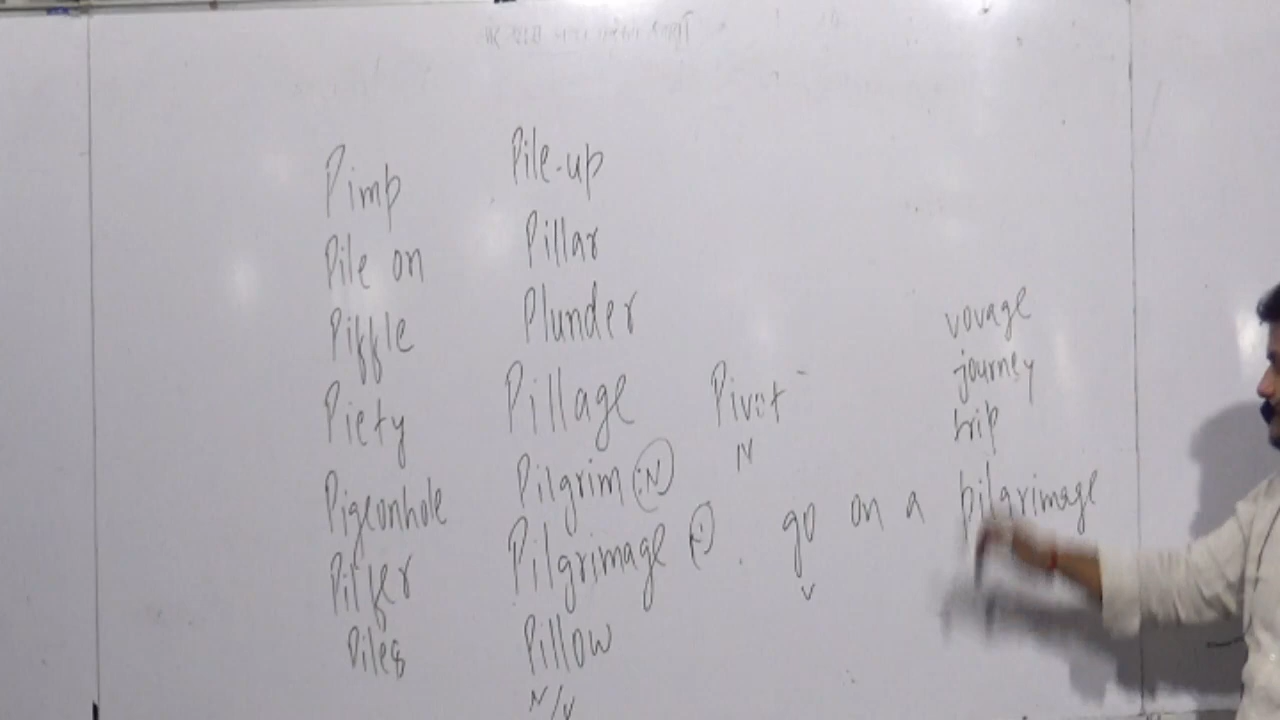 Pimp
Pile on
Piffle
Piety
Pigeonhole
Pilfer
Piles
Pile-up
Pillar
Plunder
Pillage
Pilgrim :N
Pilgrimage
Pillow
N/V
Pivot
N
go on a pilgrimage
V
vovage
journey
trip